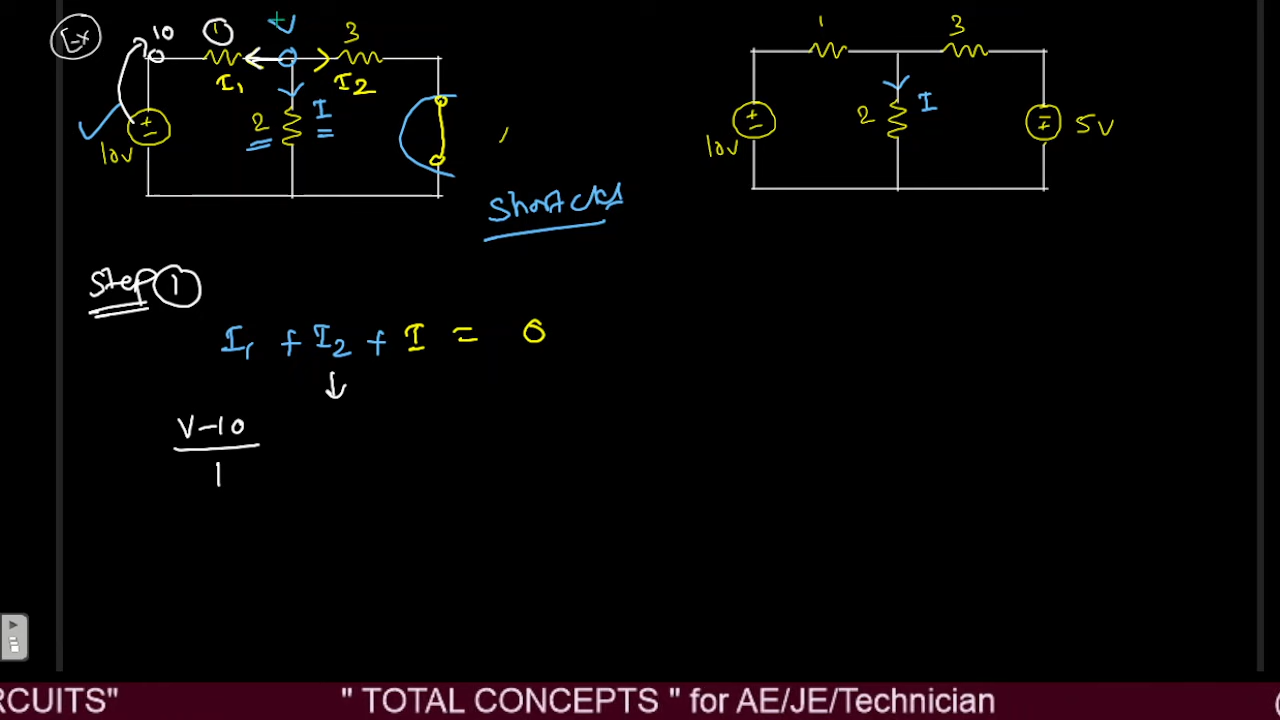 Ex
10
1
V
3
I1
I2
2
I
10V
,
Shortckt
1
3
2
I
10V
5V
Step 1
I1 + I2 + I = 0
V-10
1
RCUITS"
" TOTAL CONCEPTS " for AE/JE/Technician
(